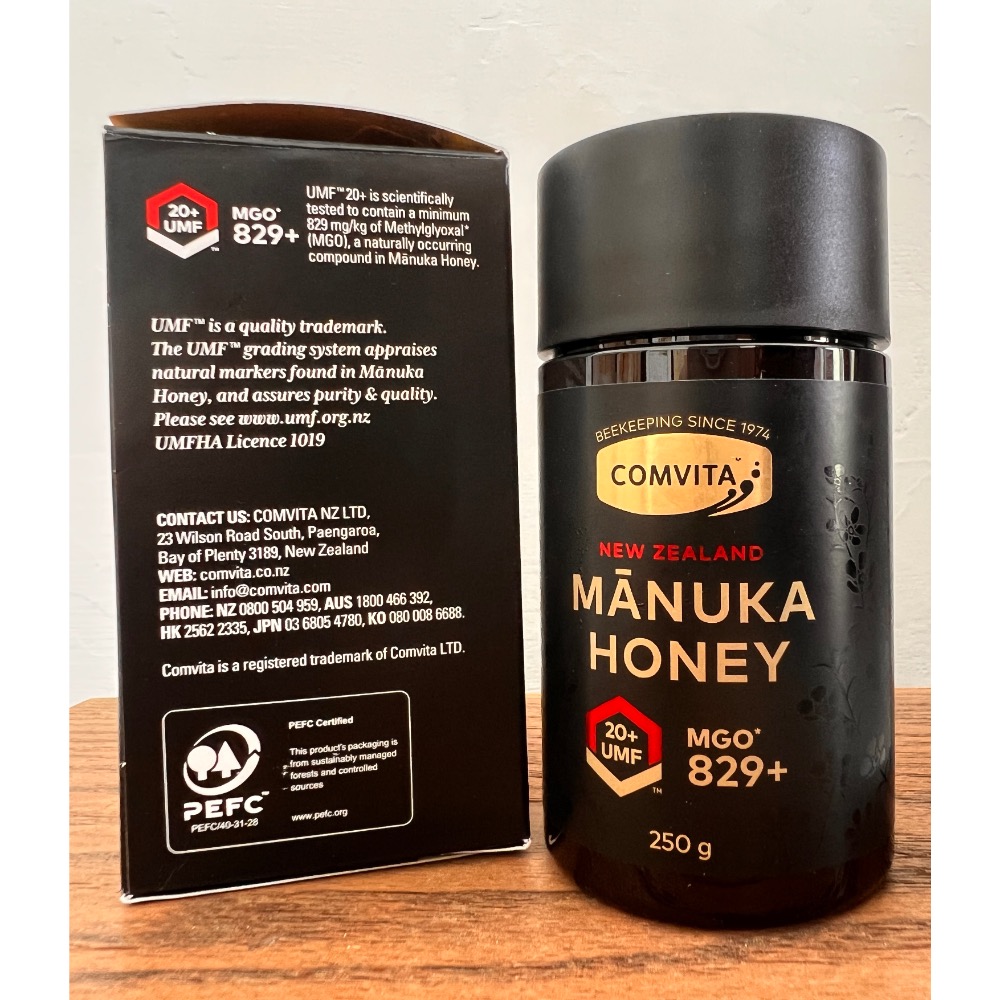 20+
UMF™
MGO*
829+
UMF™20+ is scientifically
tested to contain a minimum
829 mg/kg of Methylglyoxal*
(MGO), a naturally occurring
compound in Mānuka Honey.
UMF™ is a quality trademark.
The UMF™ grading system appraises
natural markers found in Mānuka
Honey, and assures purity & quality.
Please see www.umf.org.nz
UMFHA Licence 1019
CONTACT US: COMVITA NZ LTD,
23 Wilson Road South, Paengaroa,
Bay of Plenty 3189, New Zealand
WEB: comvita.co.nz
EMAIL: info@comvita.com
PHONE: NZ 0800 504 959, AUS 1800 466 392,
HK 2562 2335, JPN 03 6805 4780, KO 080 008 6688.
Comvita is a registered trademark of Comvita LTD.
PEFC™
PEFC/40-31-28
PEFC Certified
This product's packaging is
from sustainably managed
forests and controlled
sources
www.pefc.org
BEEKEEPING SINCE 1974
COMVITA
NEW ZEALAND
MĀNUKA
HONEY
20+
UMF™
MGO*
829+
250 g